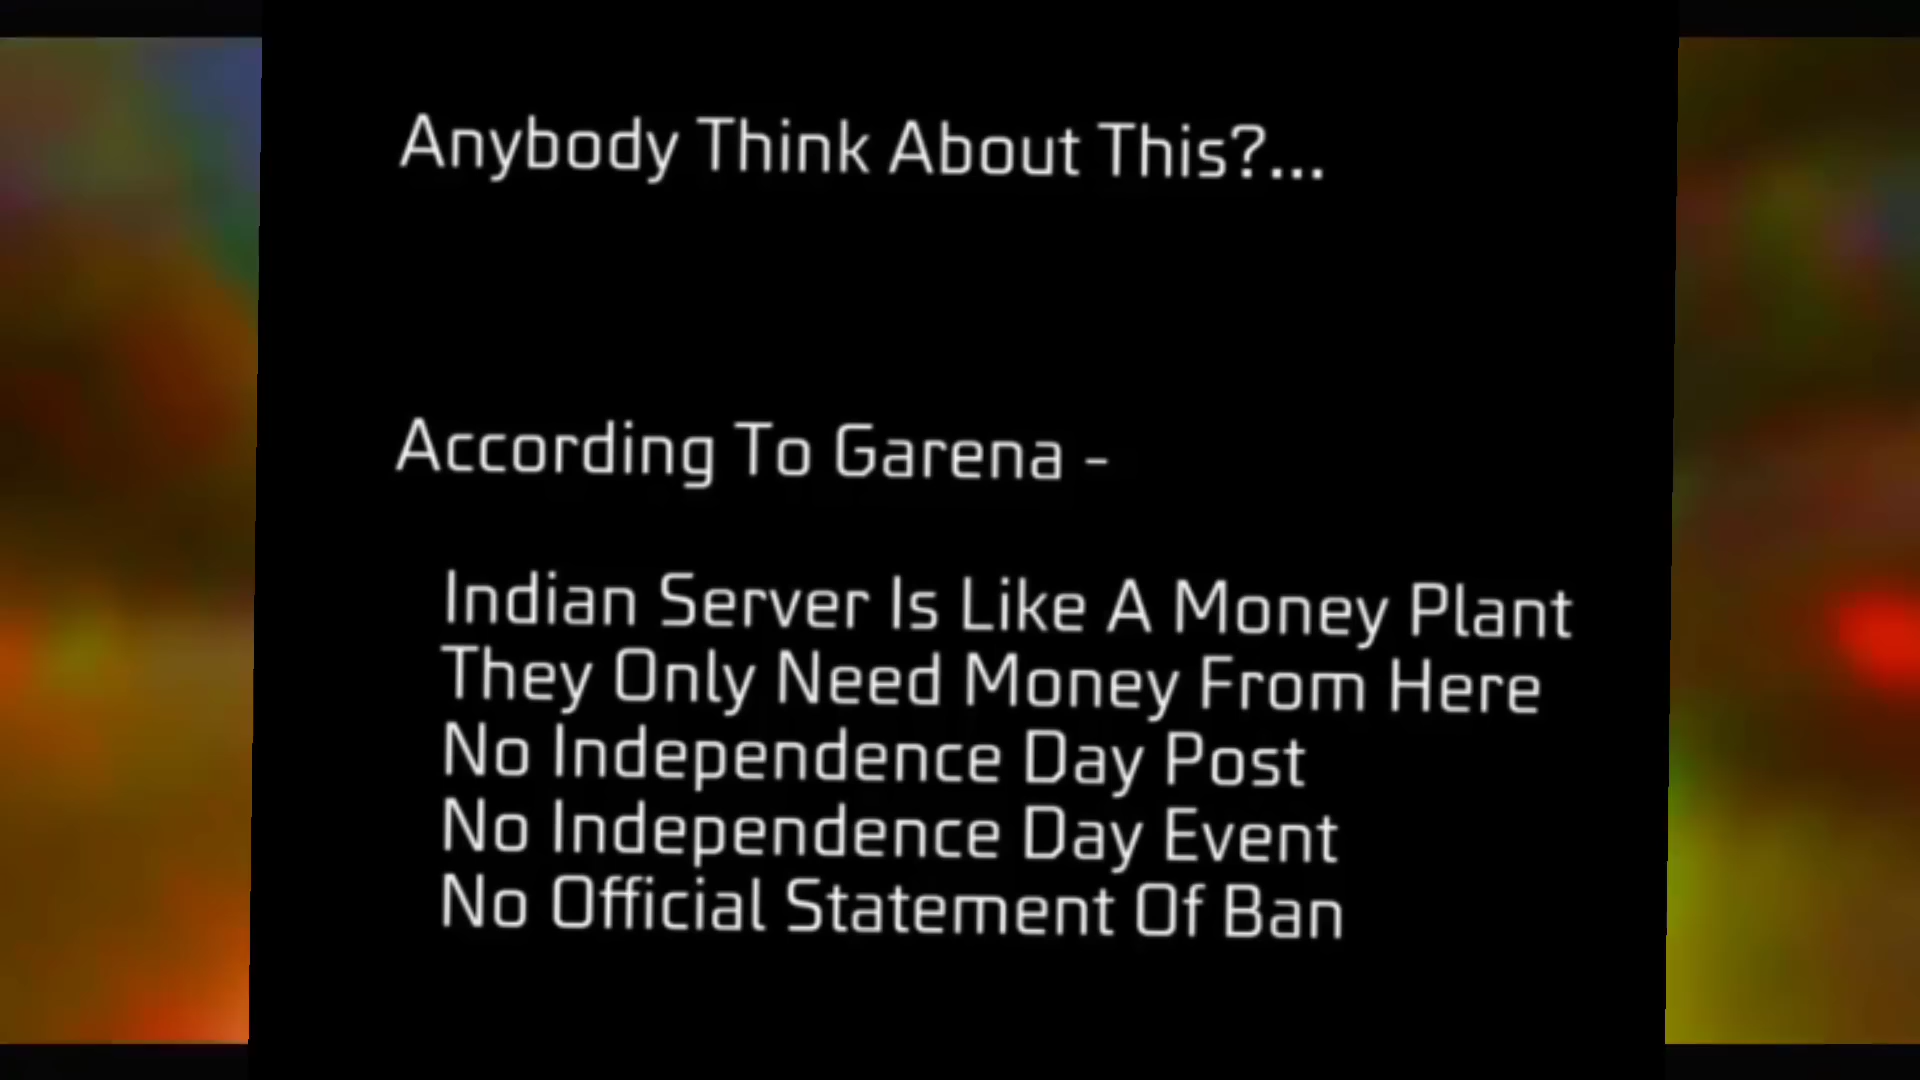 Anybody Think About This?...
According To Garena -
Indian Server Is Like A Money Plant
They Only Need Money From Here
No Independence Day Post
No Independence Day Event
No Official Statement Of Ban